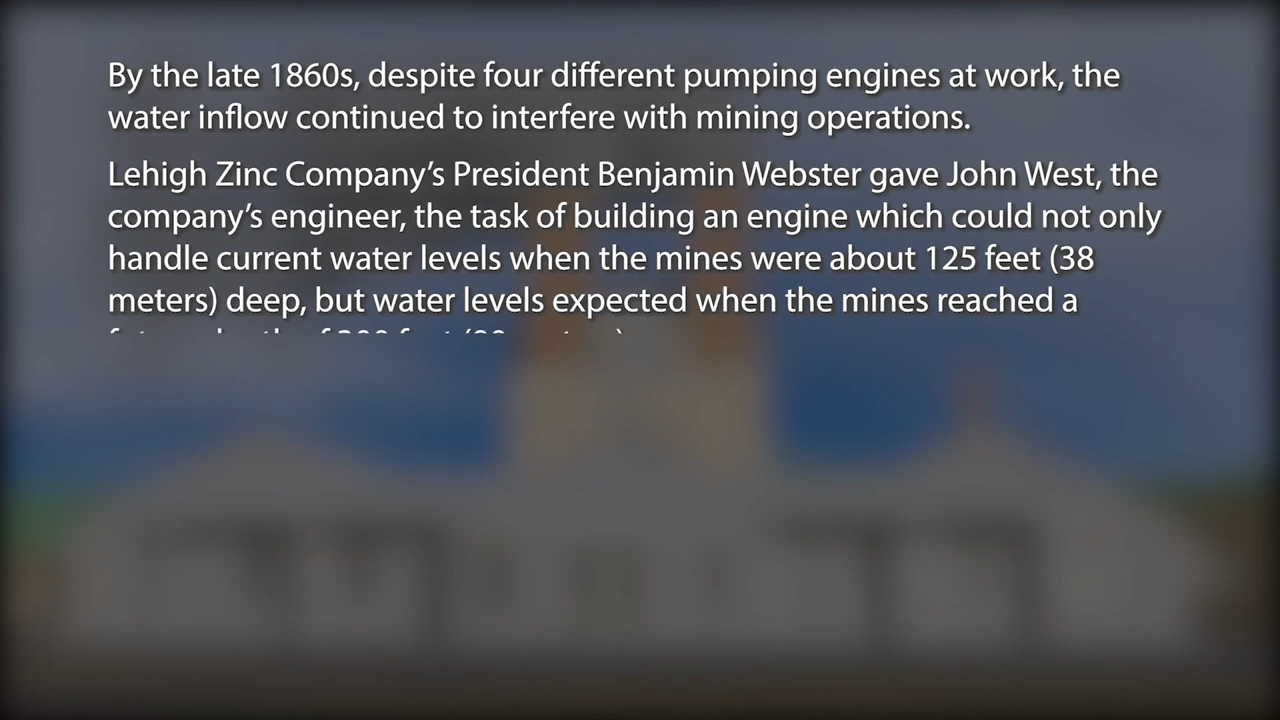 By the late 1860s, despite four different pumping engines at work, the
water inflow continued to interfere with mining operations.
Lehigh Zinc Company’s President Benjamin Webster gave John West, the
company’s engineer, the task of building an engine which could not only
handle current water levels when the mines were about 125 feet (38
meters) deep, but water levels expected when the mines reached a